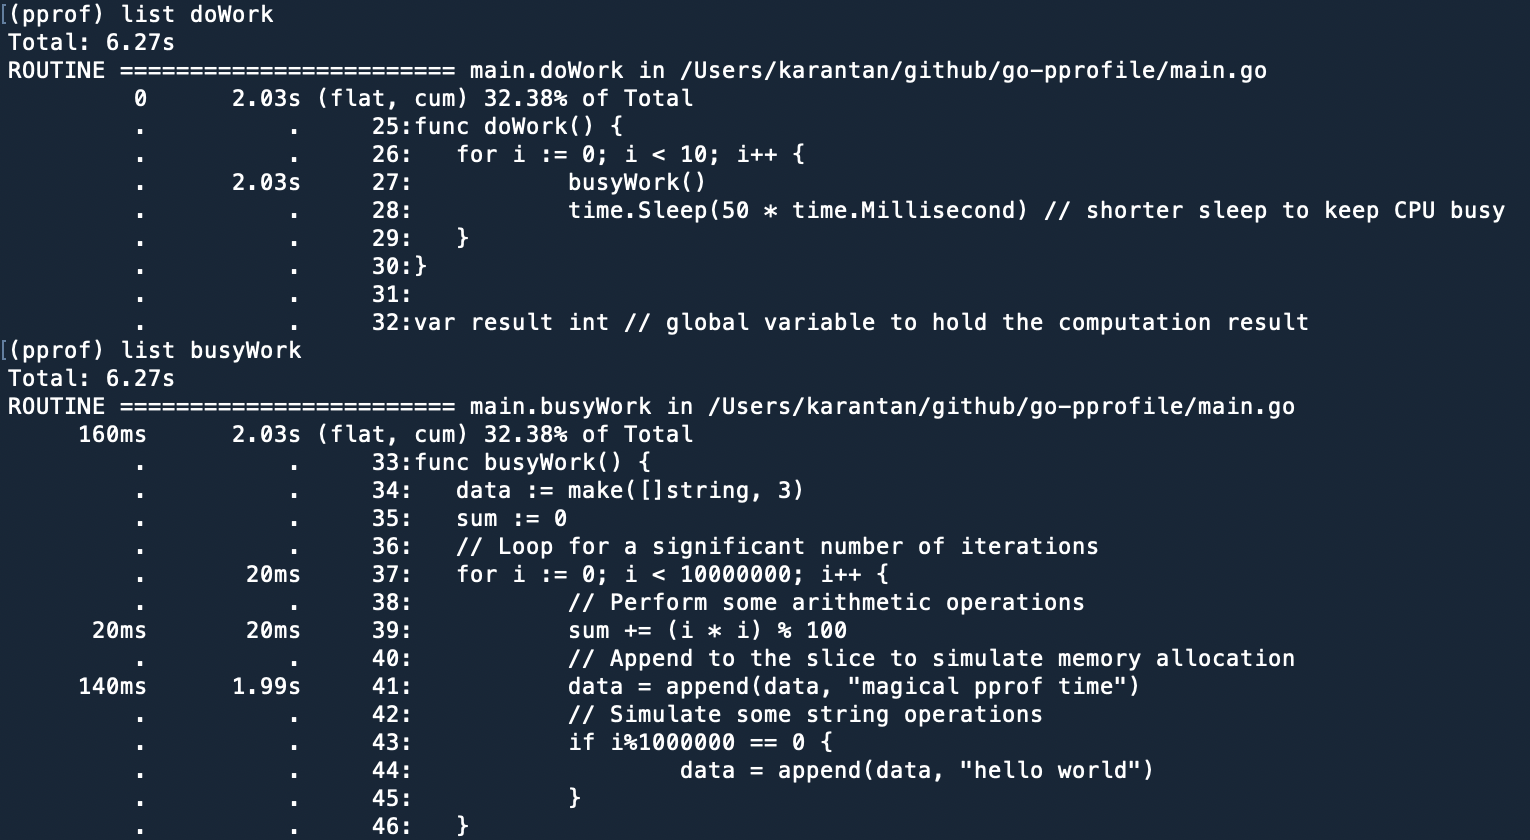 (pprof) list doWork
Total: 6.27s
ROUTINE ======================== main.doWork in /Users/karantan/github/go-pprofile/main.go
         0      2.03s (flat, cum) 32.38% of Total
         .          .     25:func doWork() {
         .          .     26:   for i := 0; i < 10; i++ {
         .      2.03s     27:           busyWork()
         .          .     28:           time.Sleep(50 * time.Millisecond) // shorter sleep to keep CPU busy
         .          .     29:   }
         .          .     30:}
         .          .     31:
         .          .     32:var result int // global variable to hold the computation result
(pprof) list busyWork
Total: 6.27s
ROUTINE ======================== main.busyWork in /Users/karantan/github/go-pprofile/main.go
     160ms      2.03s (flat, cum) 32.38% of Total
         .          .     33:func busyWork() {
         .          .     34:   data := make([]string, 3)
         .          .     35:   sum := 0
         .          .     36:   // Loop for a significant number of iterations
         .       20ms     37:   for i := 0; i < 10000000; i++ {
         .          .     38:           // Perform some arithmetic operations
      20ms       20ms     39:           sum += (i * i) % 100
         .          .     40:           // Append to the slice to simulate memory allocation
     140ms      1.99s     41:           data = append(data, "magical pprof time")
         .          .     42:           // Simulate some string operations
         .          .     43:           if i%1000000 == 0 {
         .          .     44:                   data = append(data, "hello world")
         .          .     45:           }
         .          .     46:   }